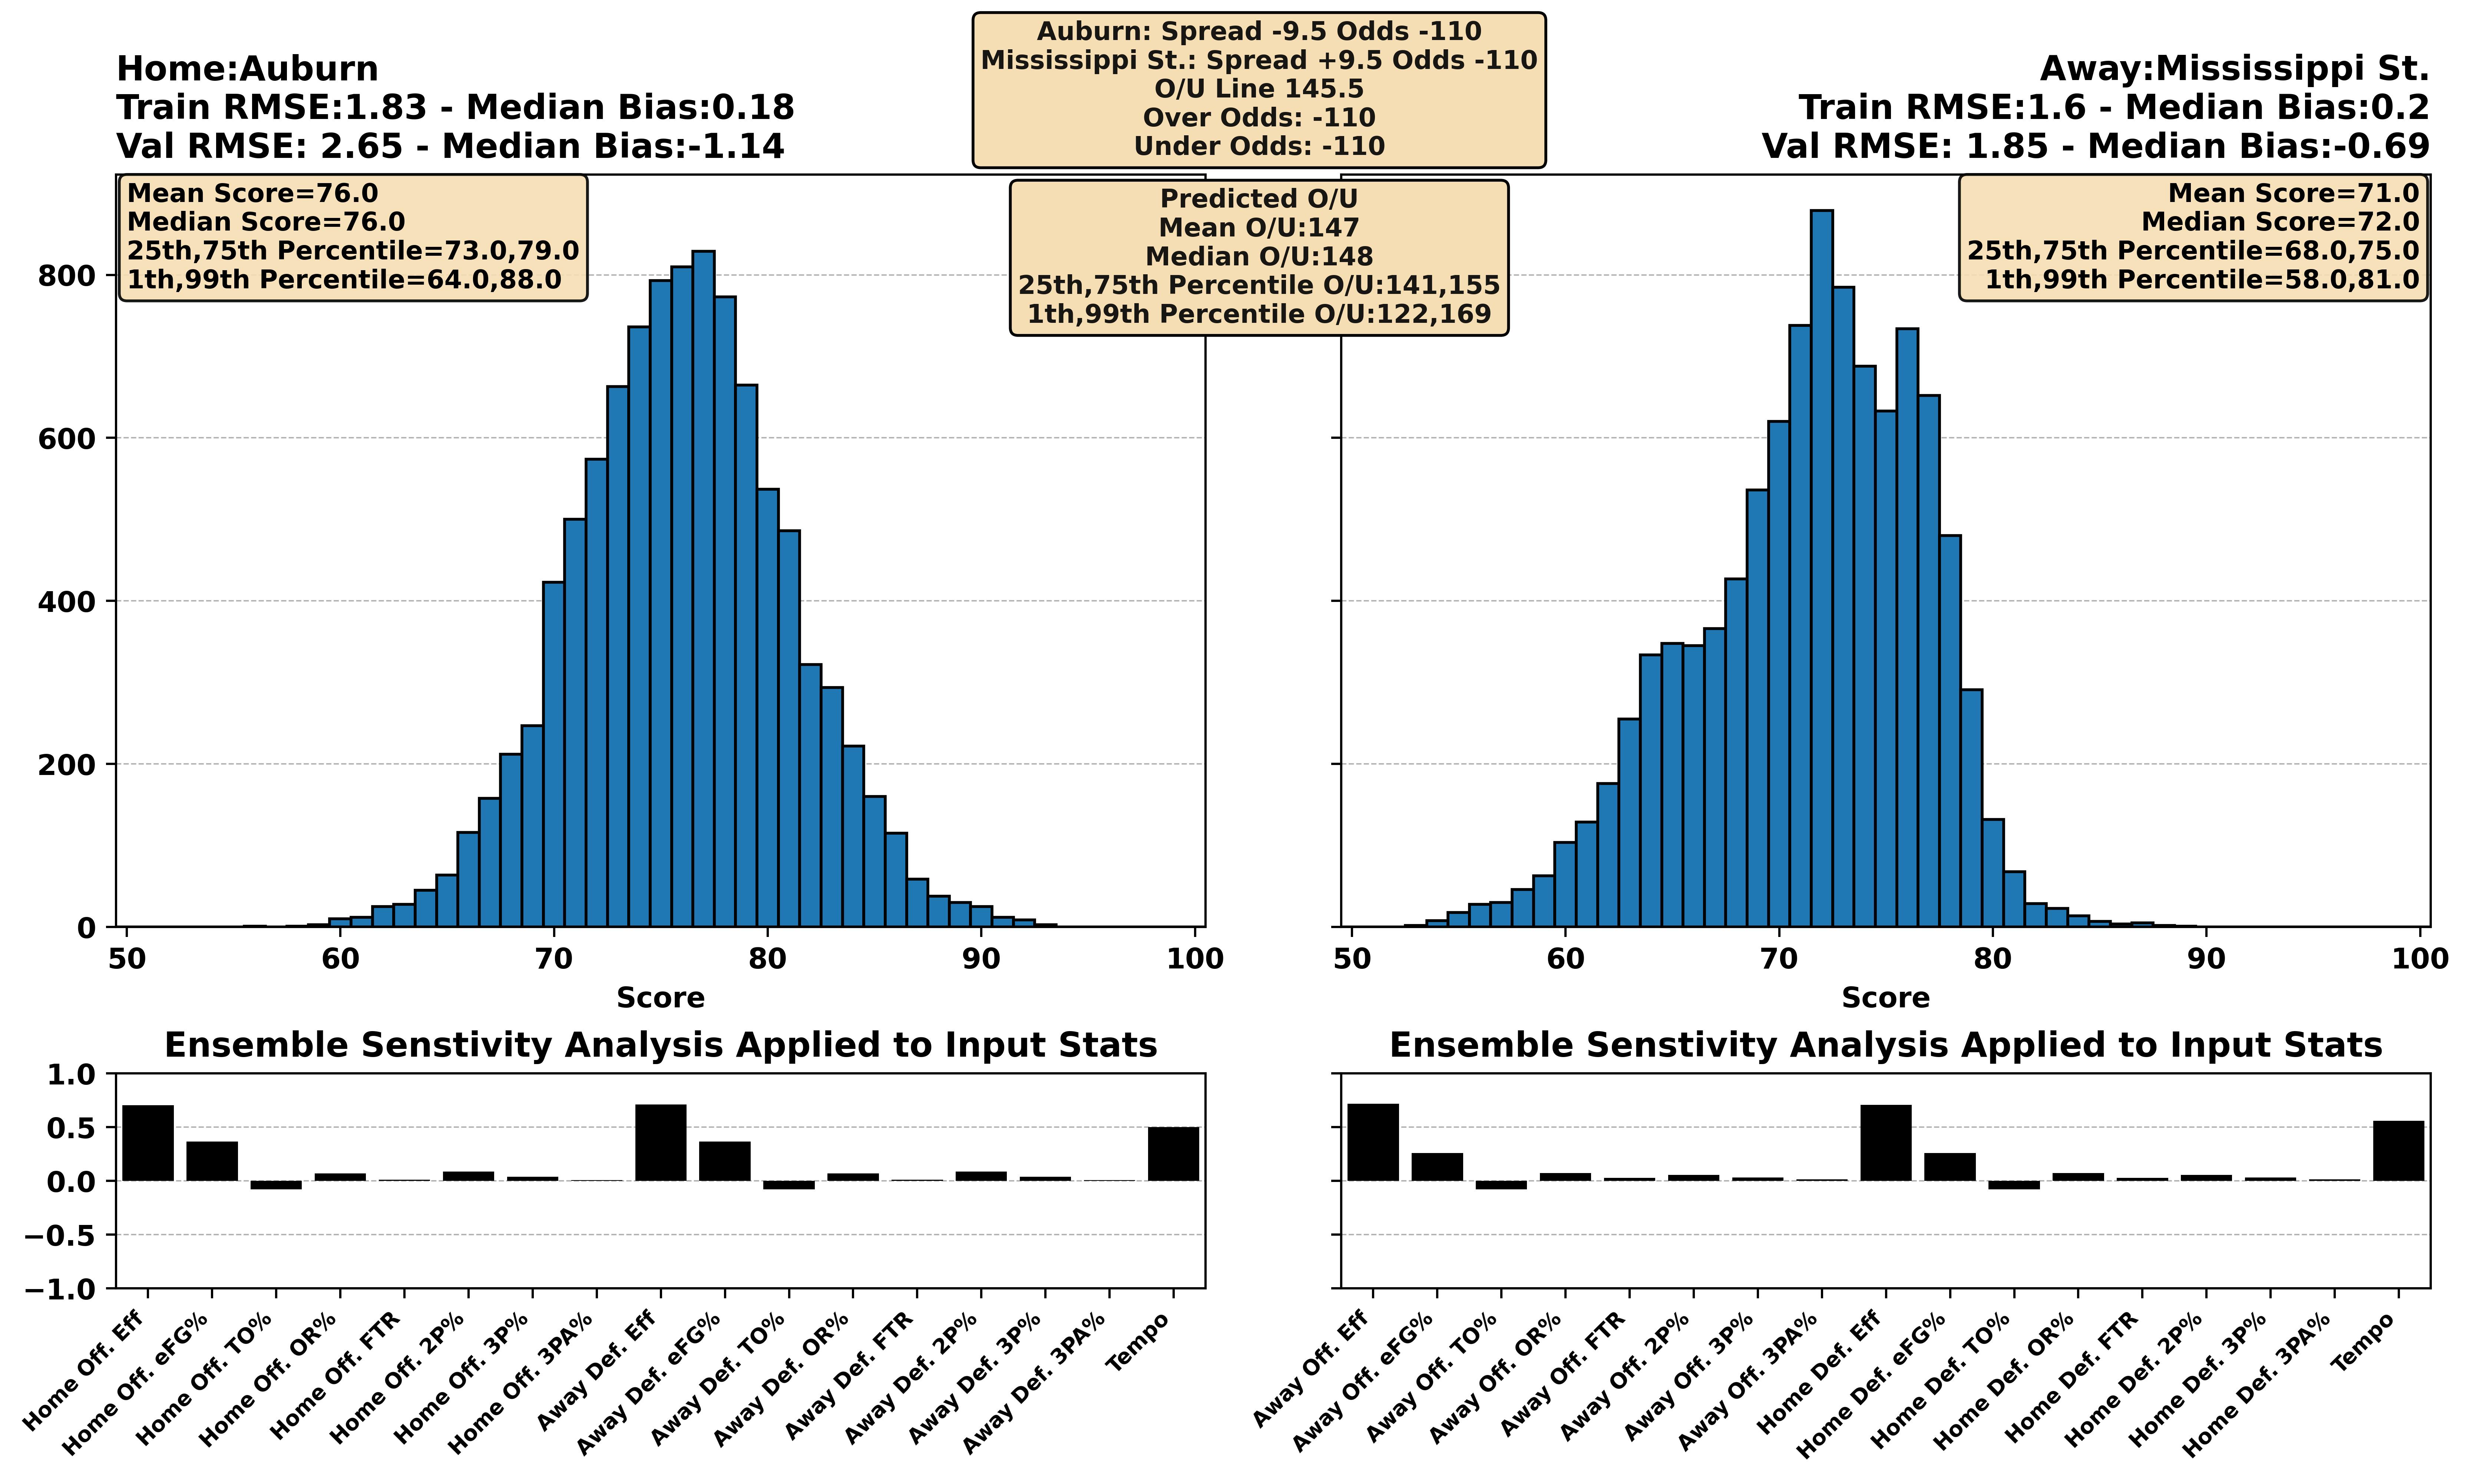 Auburn: Spread -9.5 Odds -110
Mississippi St.: Spread +9.5 Odds -110
O/U Line 145.5
Over Odds: -110
Under Odds: -110
Home:Auburn
Train RMSE:1.83 - Median Bias:0.18
Val RMSE: 2.65 - Median Bias:-1.14
Away:Mississippi St.
Train RMSE:1.6 - Median Bias:0.2
Val RMSE: 1.85 - Median Bias:-0.69
Mean Score=76.0
Median Score=76.0
25th,75th Percentile=73.0,79.0
1th,99th Percentile=64.0,88.0
Predicted O/U
Mean O/U:147
Median O/U:148
25th,75th Percentile O/U:141,155
1th,99th Percentile O/U:122,169
Mean Score=71.0
Median Score=72.0
25th,75th Percentile=68.0,75.0
1th,99th Percentile=58.0,81.0
800
600
400
200
0
50 60 70 80 90 100
Score
50 60 70 80 90 100
Score
Ensemble Senstivity Analysis Applied to Input Stats
1.0
0.5
0.0
−0.5
−1.0
Home Off. Eff
Home Off. eFG%
Home Off. TO%
Home Off. OR%
Home Off. FTR
Home Off. 2P%
Home Off. 3P%
Home Off. 3PA%
Away Def. Eff
Away Def. eFG%
Away Def. TO%
Away Def. OR%
Away Def. FTR
Away Def. 2P%
Away Def. 3P%
Away Def. 3PA%
Tempo
Ensemble Senstivity Analysis Applied to Input Stats
Away Off. Eff
Away Off. eFG%
Away Off. TO%
Away Off. OR%
Away Off. FTR
Away Off. 2P%
Away Off. 3P%
Away Off. 3PA%
Home Def. Eff
Home Def. eFG%
Home Def. TO%
Home Def. OR%
Home Def. FTR
Home Def. 2P%
Home Def. 3P%
Home Def. 3PA%
Tempo